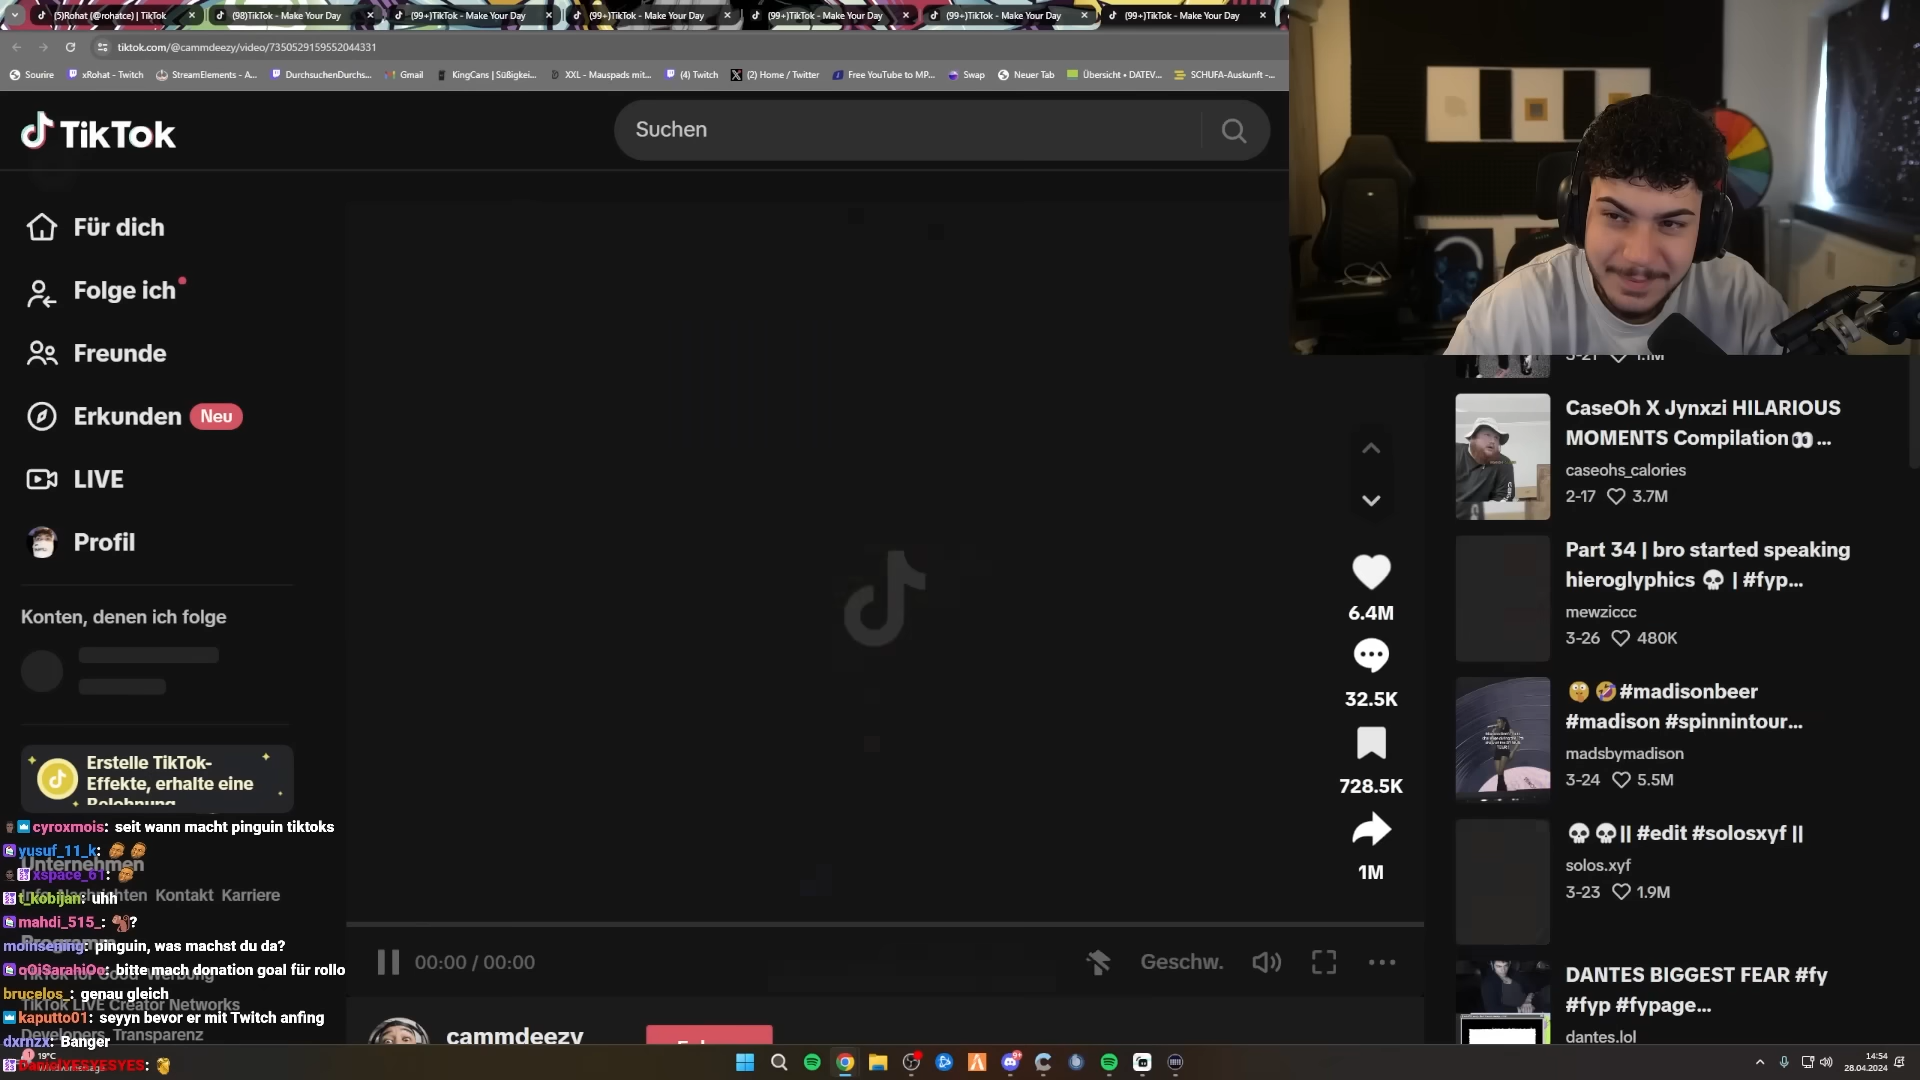 (5)Rohat (@rohatce) | TikTok
(98)TikTok - Make Your Day
(99+)TikTok - Make Your Day
(99+)TikTok - Make Your Day
(99+)TikTok - Make Your Day
(99+)TikTok - Make Your Day
(99+)TikTok - Make Your Day
tiktok.com/@cammdeezy/video/7350529159552044331
Sourire
xRohat - Twitch
StreamElements - A...
DurchsuchenDurchs...
Gmail
KingCans | Süßigkei...
XXL - Mauspads mit...
(4) Twitch
(2) Home / Twitter
Free YouTube to MP...
Swap
Neuer Tab
Übersicht • DATEV...
SCHUFA-Auskunft -...
TikTok
Suchen
Für dich
Folge ich
Freunde
Erkunden Neu
LIVE
Profil
Konten, denen ich folge
Erstelle TikTok-
Effekte, erhalte eine
Belohnung
cyroxmois: seit wann macht pinguin tiktoks
yusuf_11_k:
Unternehmen
xspace_61:
Kontakt Karriere
t_kobijan: uhh
mahdi_515_: ?
Programm
moinsening: pinguin, was machst du da?
oOiSarahiOo: bitte mach donation goal für rollo
brucelos_: genau gleich
TikTok LIVE Creator Networks
kaputto01: seyyn bevor er mit Twitch anfing
Developers Transparenz
dxrnzx: Banger
19°C
6.4M
32.5K
728.5K
1M
00:00 / 00:00
Geschw.
cammdeezy
3-21 1.1M
CaseOh X Jynxzi HILARIOUS
MOMENTS Compilation 👀 ...
caseohs_calories
2-17 3.7M
Part 34 | bro started speaking
hieroglyphics 💀 | #fyp...
mewziccc
3-26 480K
#madisonbeer
#madison #spinnintour...
madsbymadison
3-24 5.5M
💀💀|| #edit #solosxyf ||
solos.xyf
3-23 1.9M
DANTES BIGGEST FEAR #fy
#fyp #fypage...
dantes.lol
14:54
28.04.2024